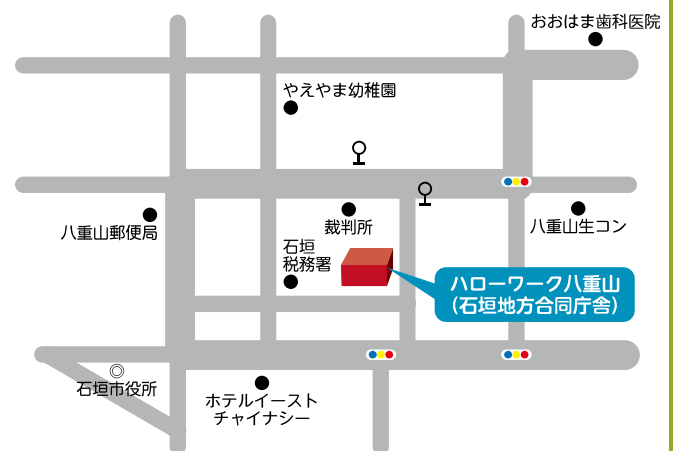 おおはま歯科医院
やえやま幼稚園
八重山郵便局
裁判所
八重山生コン
石垣
税務署
ハローワーク八重山
（石垣地方合同庁舎）
石垣市役所
ホテルイースト
チャイナシー